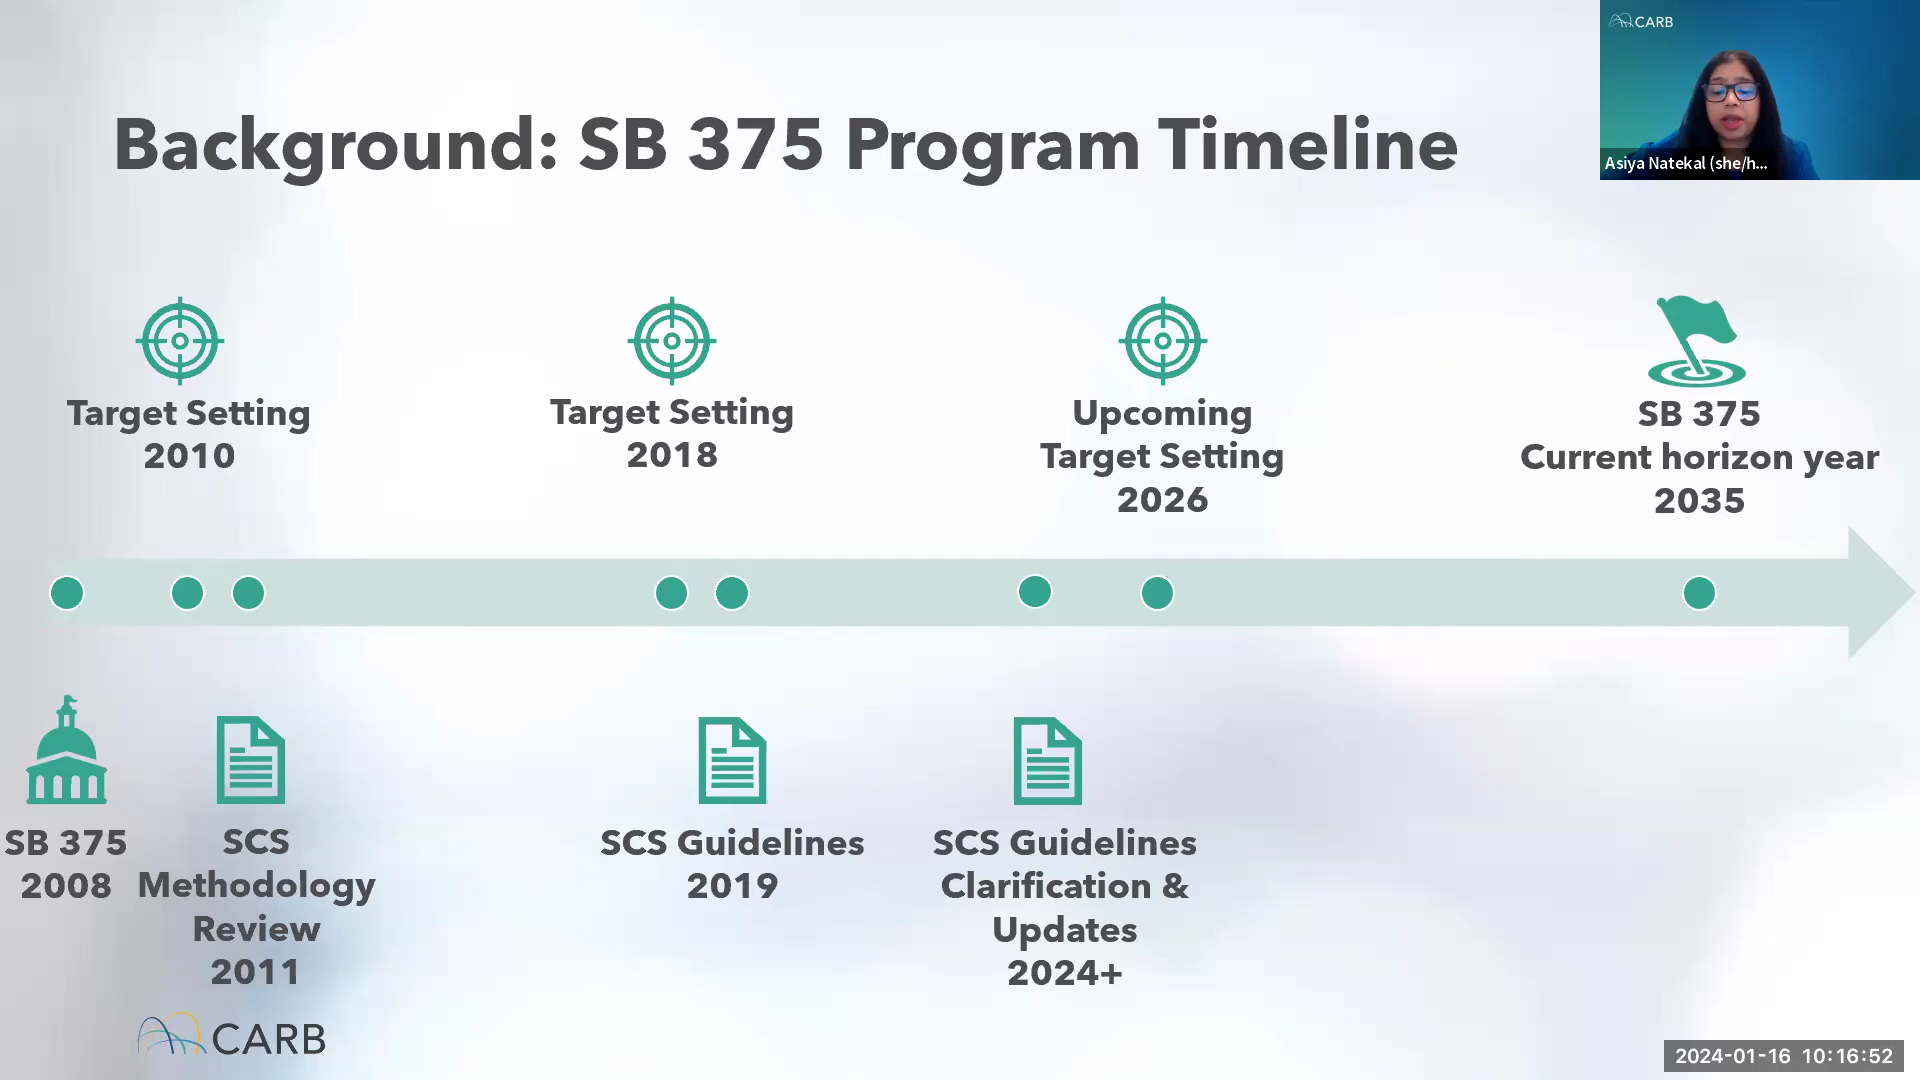 CARB
Asiya Natekal (she/h...
Background: SB 375 Program Timeline
Target Setting
2010
Target Setting
2018
Upcoming
Target Setting
2026
SB 375
Current horizon year
2035
SB 375
2008
SCS
Methodology
Review
2011
SCS Guidelines
2019
SCS Guidelines
Clarification &
Updates
2024+
CARB
2024-01-16 10:16:52